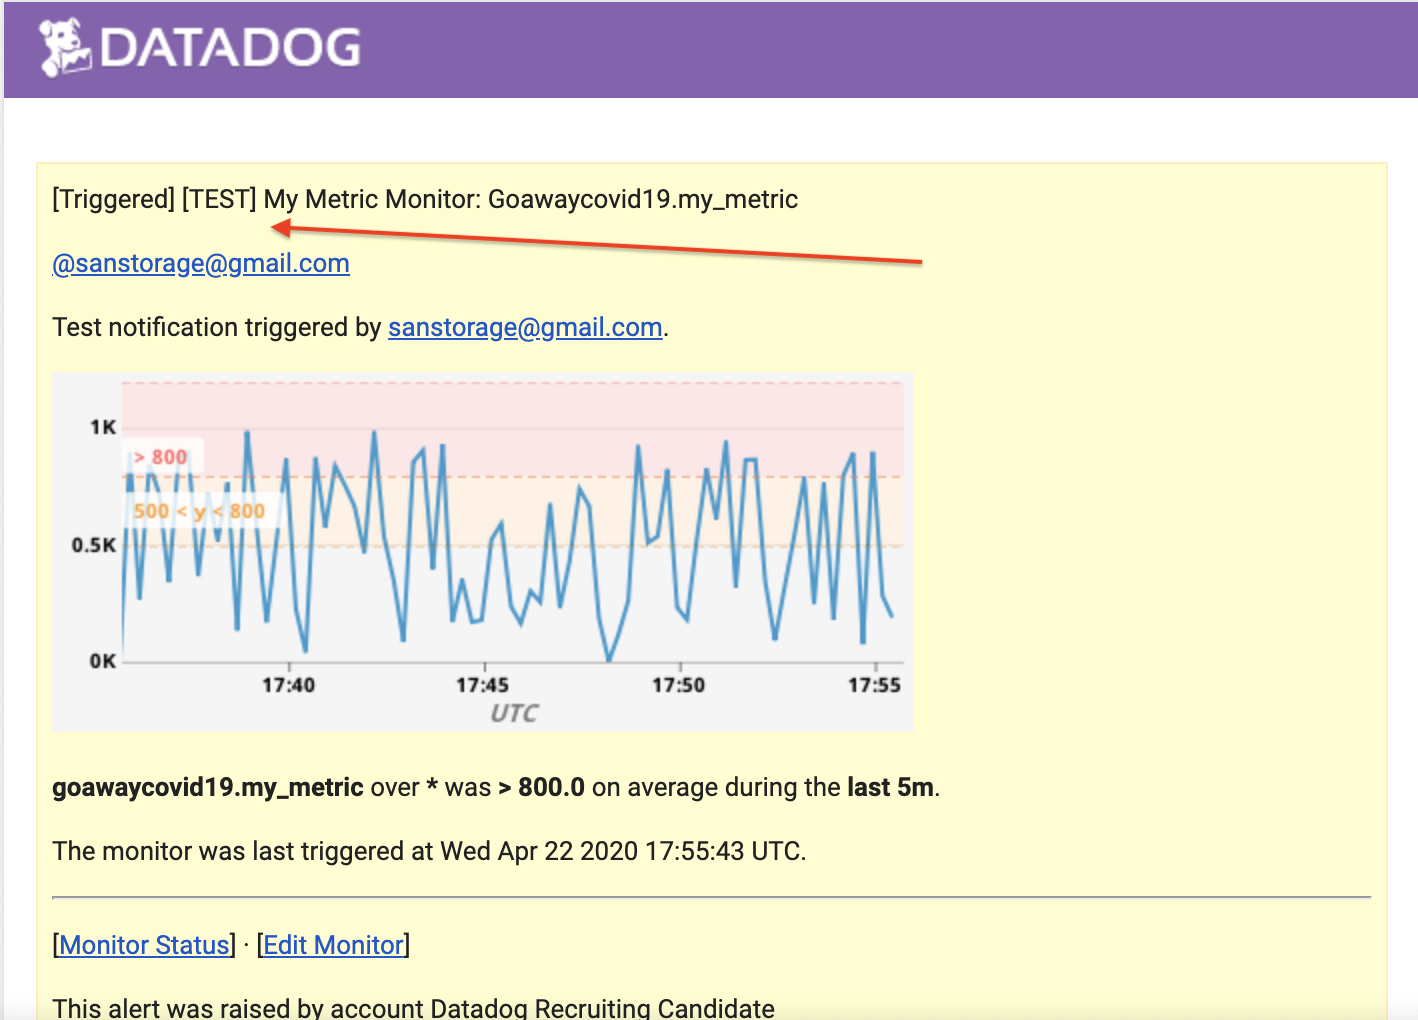 DATADOG
[Triggered] [TEST] My Metric Monitor: Goawaycovid19.my_metric
@sanstorage@gmail.com
Test notification triggered by sanstorage@gmail.com.
1K
> 800
500 < y < 800
0.5K
0K
17:40 17:45 17:50 17:55
UTC
goawaycovid19.my_metric over * was > 800.0 on average during the last 5m.
The monitor was last triggered at Wed Apr 22 2020 17:55:43 UTC.
[Monitor Status] · [Edit Monitor]
This alert was raised by account Datadog Recruiting Candidate